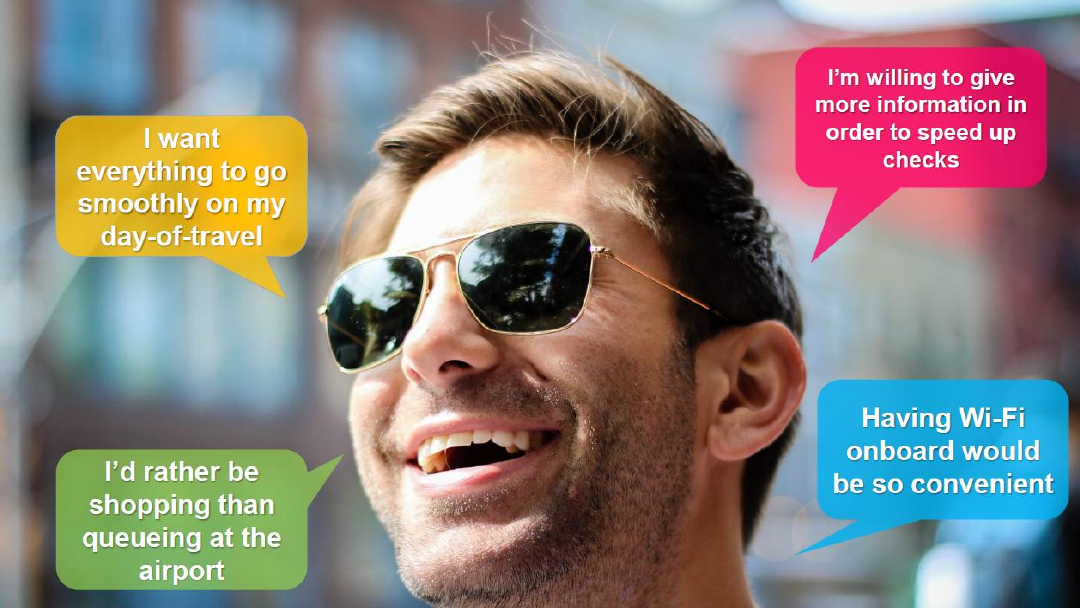 I want
everything to go
smoothly on my
day-of-travel
I’m willing to give
more information in
order to speed up
checks
I’d rather be
shopping than
queueing at the
airport
Having Wi-Fi
onboard would
be so convenient